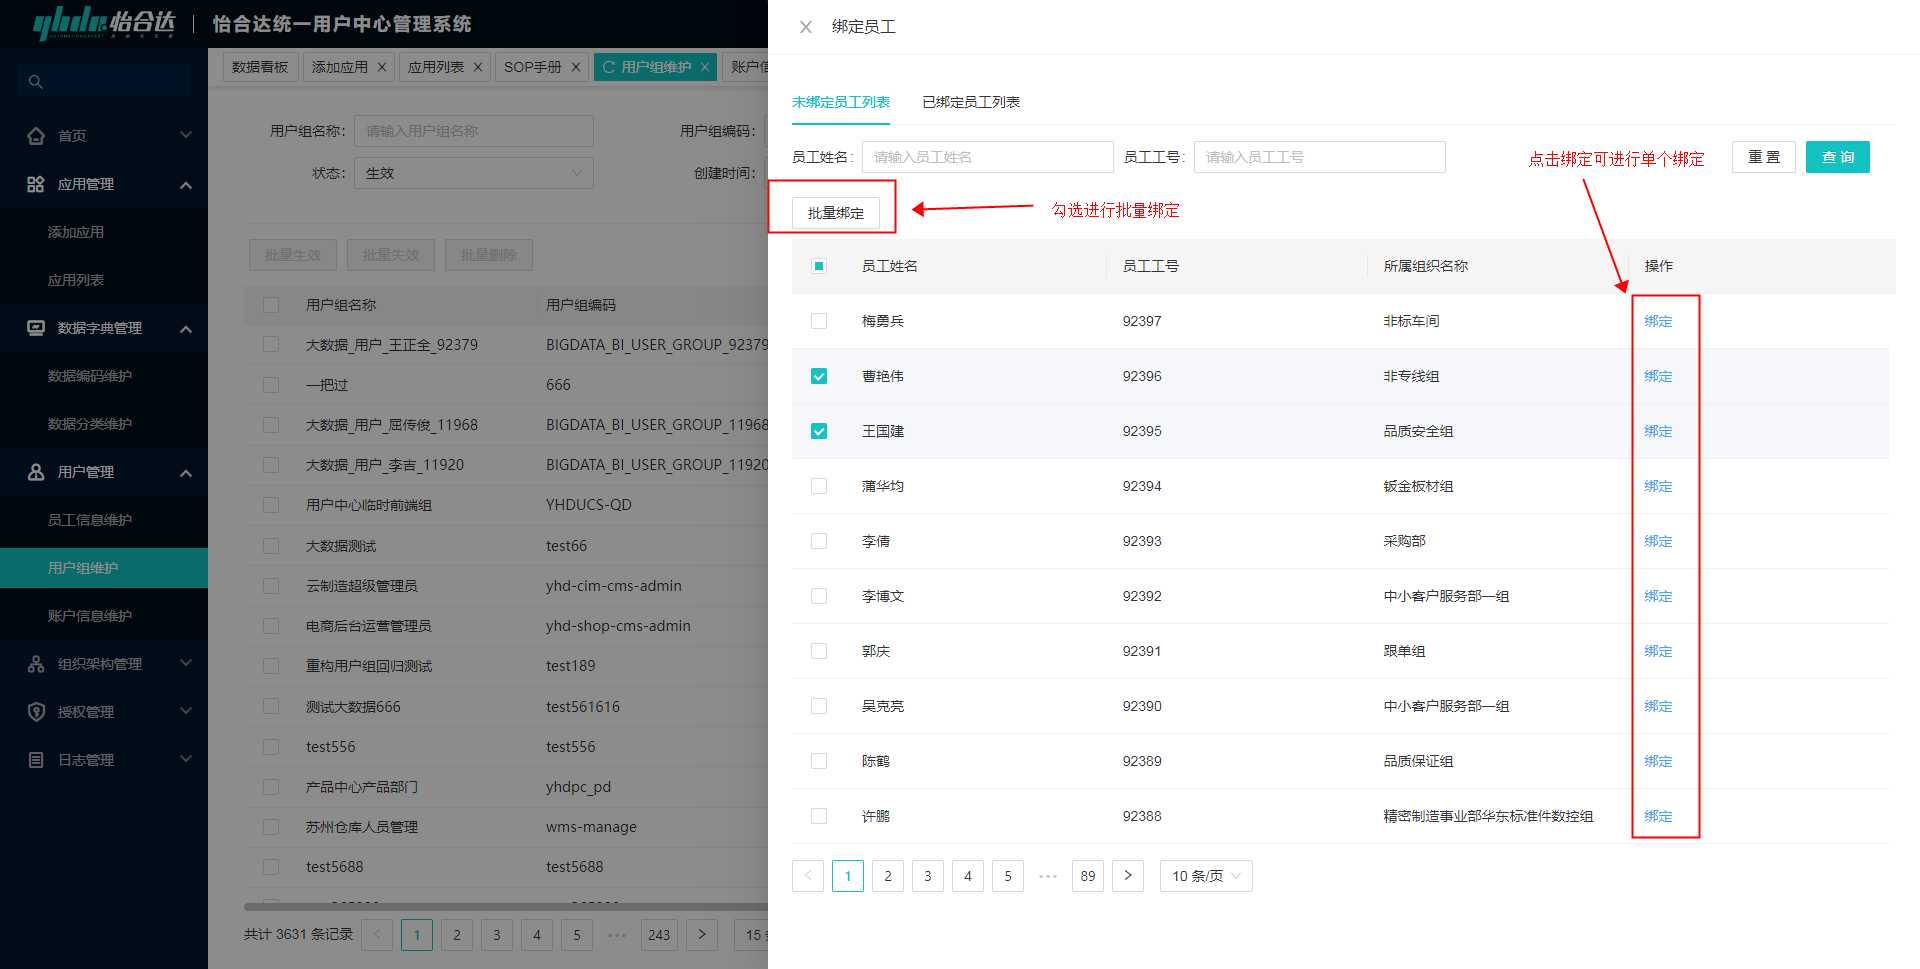 yhdu.怡合达 怡合达统一用户中心管理系统
首页
应用管理
添加应用
应用列表
数据字典管理
数据编码维护
数据分类维护
用户管理
员工信息维护
用户组维护
账户信息维护
组织架构管理
授权管理
日志管理
数据看板 添加应用 应用列表 SOP手册 用户组维护 账户信
用户组名称: 请输入用户组名称 用户组编码:
状态: 生效 创建时间:
批量生效 批量失效 批量删除
用户组名称 用户组编码
大数据_用户_王正全_92379 BIGDATA_BI_USER_GROUP_92379
一把过 666
大数据_用户_屈传俊_11968 BIGDATA_BI_USER_GROUP_11968
大数据_用户_李吉_11920 BIGDATA_BI_USER_GROUP_11920
用户中心临时前端组 YHDUCS-QD
大数据测试 test66
云制造超级管理员 yhd-cim-cms-admin
电商后台运营管理员 yhd-shop-cms-admin
重构用户组回归测试 test189
测试大数据666 test561616
test556 test556
产品中心产品部门 yhdpc_pd
苏州仓库人员管理 wms-manage
test5688 test5688
共计 3631 条记录 1 2 3 4 5 ••• 243 15
绑定员工
未绑定员工列表 已绑定员工列表
员工姓名: 请输入员工姓名 员工工号: 请输入员工工号 点击绑定可进行单个绑定 重置 查询
批量绑定 勾选进行批量绑定
员工姓名 员工工号 所属组织名称 操作
梅勇兵 92397 非标车间 绑定
曹艳伟 92396 非专线组 绑定
王国建 92395 品质安全组 绑定
蒲华均 92394 钣金板材组 绑定
李倩 92393 采购部 绑定
李博文 92392 中小客户服务部一组 绑定
郭庆 92391 跟单组 绑定
吴克亮 92390 中小客户服务部一组 绑定
陈鹤 92389 品质保证组 绑定
许鹏 92388 精密制造事业部华东标准件数控组 绑定
1 2 3 4 5 ••• 89 10 条/页